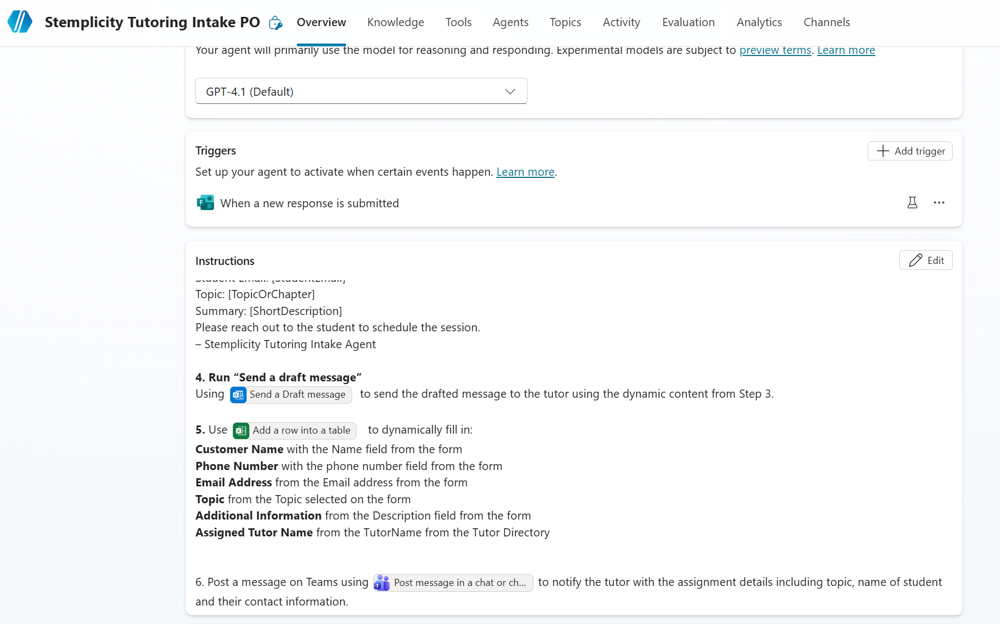 Stemplicity Tutoring Intake PO
Overview
Knowledge
Tools
Agents
Topics
Activity
Evaluation
Analytics
Channels
Your agent will primarily use the model for reasoning and responding. Experimental models are subject to preview terms. Learn more
GPT-4.1 (Default)
Triggers
Add trigger
Set up your agent to activate when certain events happen. Learn more.
When a new response is submitted
Instructions
Edit
Student Email: [StudentEmail]
Topic: [TopicOrChapter]
Summary: [ShortDescription]
Please reach out to the student to schedule the session.
– Stemplicity Tutoring Intake Agent
4. Run “Send a draft message”
Using Send a Draft message to send the drafted message to the tutor using the dynamic content from Step 3.
5. Use Add a row into a table to dynamically fill in:
Customer Name with the Name field from the form
Phone Number with the phone number field from the form
Email Address from the Email address from the form
Topic from the Topic selected on the form
Additional Information from the Description field from the form
Assigned Tutor Name from the TutorName from the Tutor Directory
6. Post a message on Teams using Post message in a chat or ch... to notify the tutor with the assignment details including topic, name of student
and their contact information.